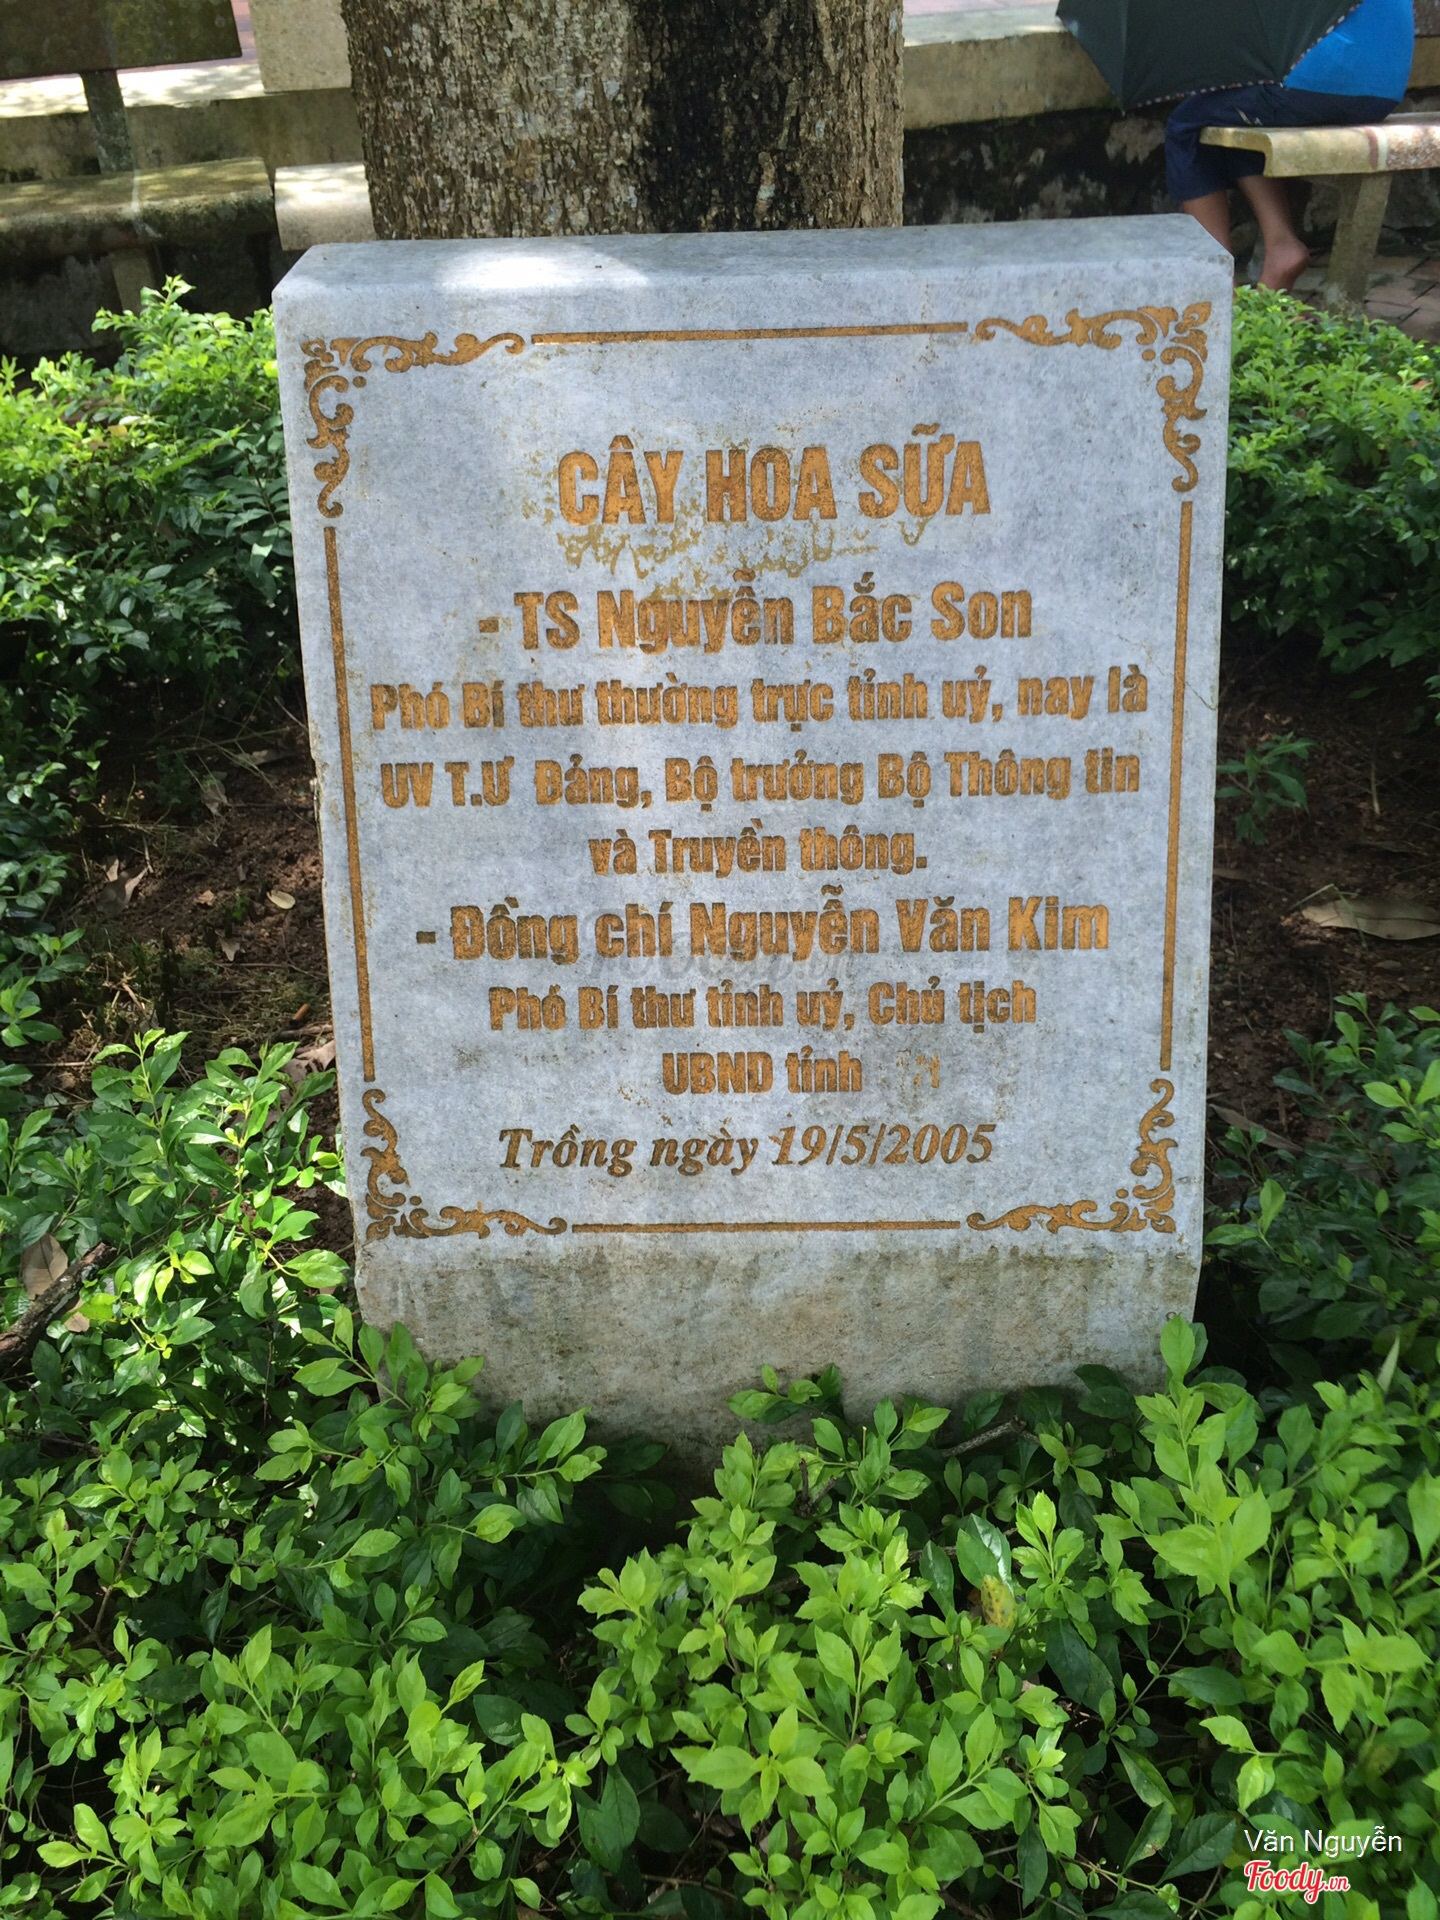 CÂY HOA SỮA
- TS Nguyễn Bắc Son
Phó Bí thư thường trực tỉnh uỷ, nay là
UV T.Ư Đảng, Bộ trưởng Bộ Thông tin
và Truyền thông.
- Đồng chí Nguyễn Văn Kim
Phó Bí thư tỉnh uỷ, Chủ tịch
UBND tỉnh
Trồng ngày 19/5/2005
Văn Nguyễn
Foody.vn